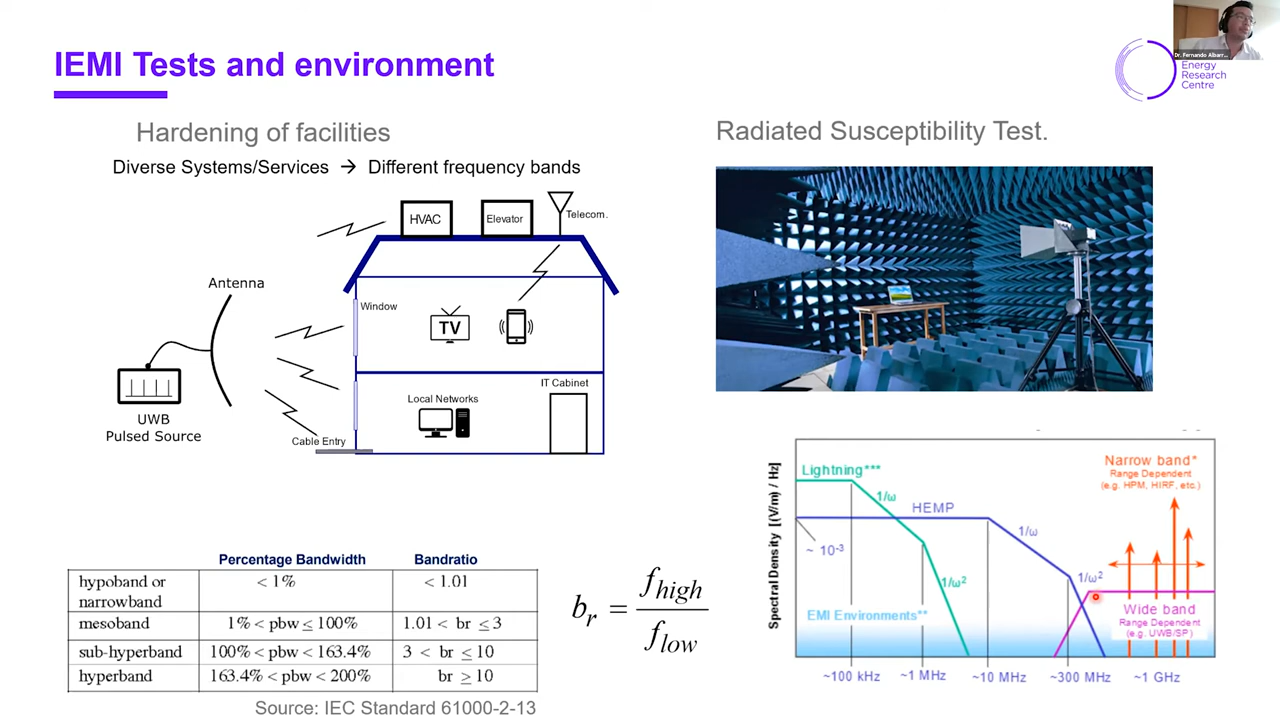 IEMI Tests and environment
Dr. Fernando Albarr...
Energy
Research
Centre
Hardening of facilities
Diverse Systems/Services → Different frequency bands
HVAC
Elevator
Telecom.
Antenna
Window
TV
UWB
Pulsed Source
IT Cabinet
Local Networks
Cable Entry
Radiated Susceptibility Test.
Percentage Bandwidth Bandratio
hypoband or narrowband < 1% < 1.01
mesoband 1% < pbw ≤ 100% 1.01 < br ≤ 3
sub-hyperband 100% < pbw < 163.4% 3 < br ≤ 10
hyperband 163.4% < pbw < 200% br ≥ 10
Source: IEC Standard 61000-2-13
b_r = f_high / f_low
Spectral Density [(V/m) / Hz]
Lightning***
1/ω
HEMP
~ 10⁻³
1/ω
1/ω²
1/ω²
EMI Environments**
Narrow band*
Range Dependent
(e.g. HPM, HIRF, etc.)
Wide band
Range Dependent
(e.g. UWB/SP)
~100 kHz ~1 MHz ~10 MHz ~300 MHz ~1 GHz